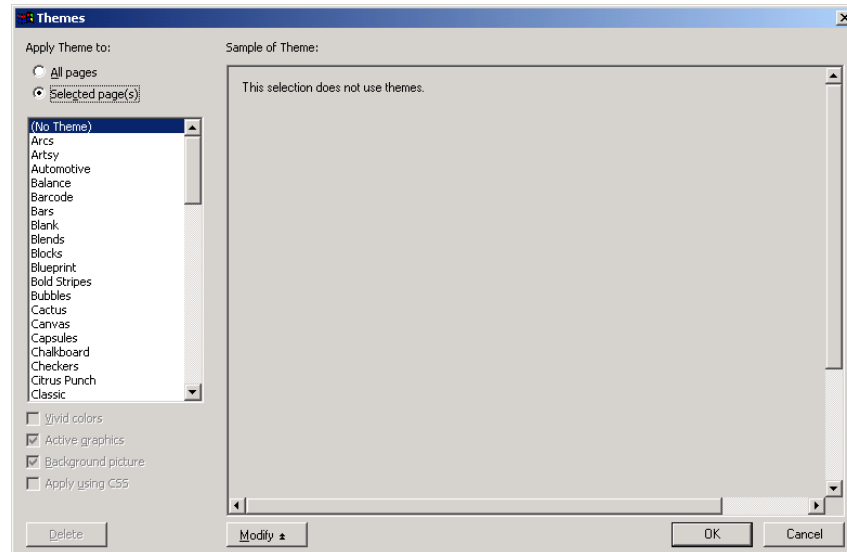 Themes
Apply Theme to:
All pages
Selected page(s)
(No Theme)
Arcs
Artsy
Automotive
Balance
Barcode
Bars
Blank
Blends
Blocks
Blueprint
Bold Stripes
Bubbles
Cactus
Canvas
Capsules
Chalkboard
Checkers
Citrus Punch
Classic
Vivid colors
Active graphics
Background picture
Apply using CSS
Delete
Sample of Theme:
This selection does not use themes.
Modify
OK
Cancel